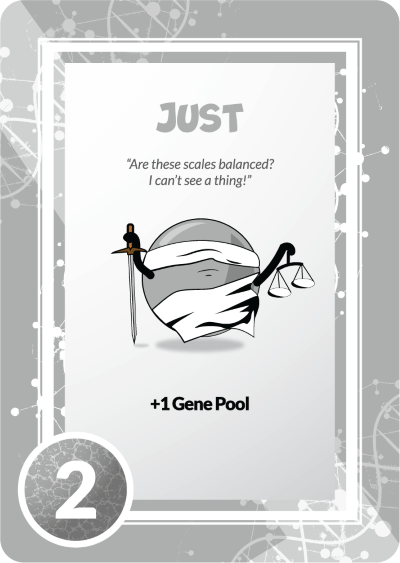 JUST
“Are these scales balanced?
I can’t see a thing!”
+1 Gene Pool
2